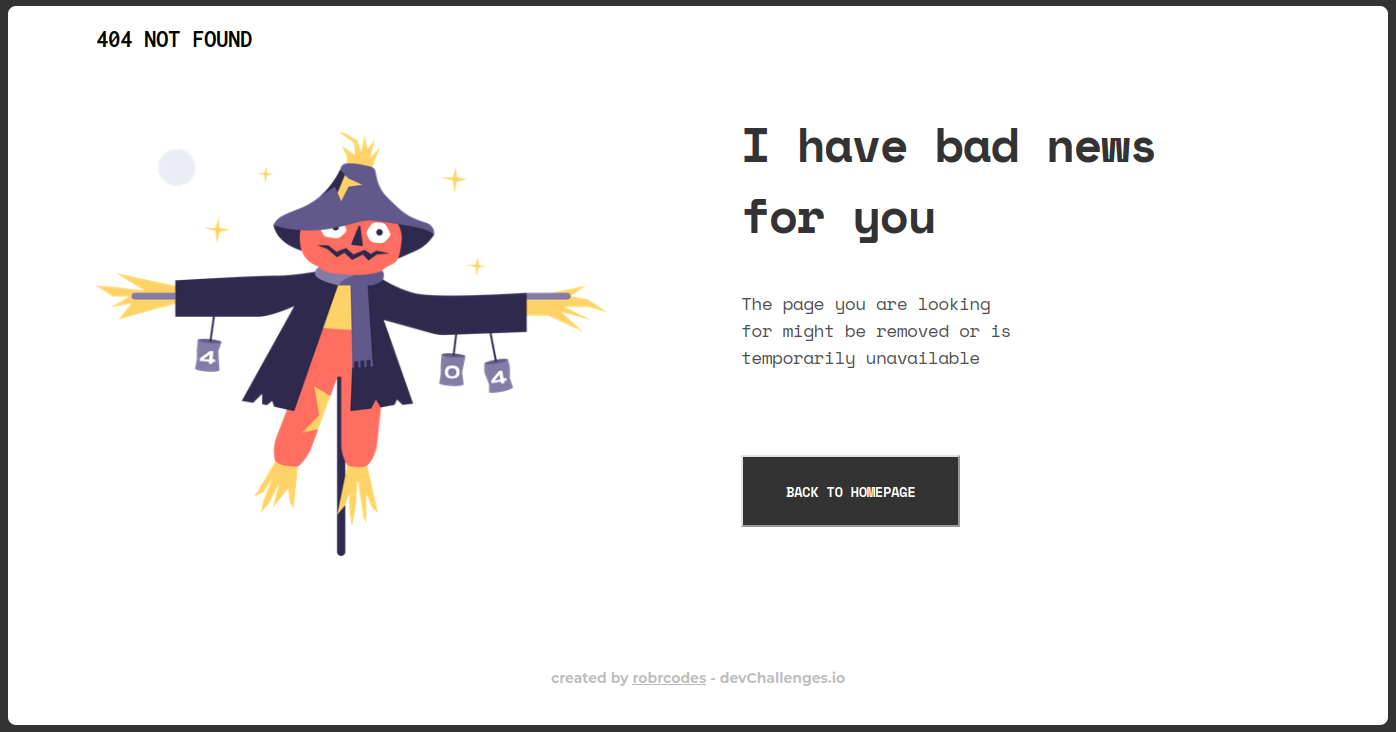 404 NOT FOUND
I have bad news
for you
4
0
4
The page you are looking
for might be removed or is
temporarily unavailable
BACK TO HOMEPAGE
created by robrcodes - devChallenges.io